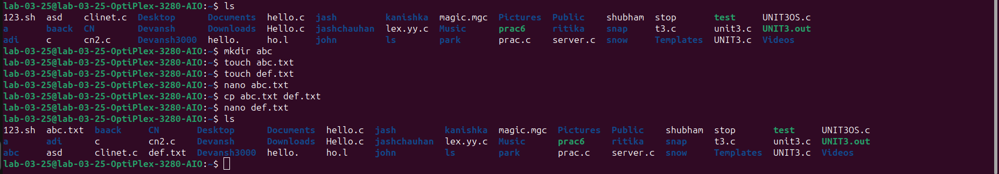 lab-03-25@lab-03-25-OptiPlex-3280-AIO:~$ ls
123.sh  asd    clinet.c  Desktop      Documents  hello.c  jash         kanishka   magic.mgc  Pictures  Public    shubham  stop       test     UNIT3OS.c
a       baack  CN        Devansh      Downloads  Hello.c  jashchauhan  lex.yy.c   Music      prac6     ritika    snap     t3.c       unit3.c  UNIT3.out
adi     c      cn2.c     Devansh3000  hello.     ho.l     john         ls         park       prac.c    server.c  snow     Templates  UNIT3.c  Videos
lab-03-25@lab-03-25-OptiPlex-3280-AIO:~$ mkdir abc
lab-03-25@lab-03-25-OptiPlex-3280-AIO:~$ touch abc.txt
lab-03-25@lab-03-25-OptiPlex-3280-AIO:~$ touch def.txt
lab-03-25@lab-03-25-OptiPlex-3280-AIO:~$ nano abc.txt
lab-03-25@lab-03-25-OptiPlex-3280-AIO:~$ cp abc.txt def.txt
lab-03-25@lab-03-25-OptiPlex-3280-AIO:~$ nano def.txt
lab-03-25@lab-03-25-OptiPlex-3280-AIO:~$ ls
123.sh  abc.txt  baack     CN       Desktop      Documents  hello.c  jash         kanishka  magic.mgc  Pictures  Public    shubham  stop       test     UNIT3OS.c
a       adi      c         cn2.c    Devansh      Downloads  Hello.c  jashchauhan  lex.yy.c  Music      prac6     ritika    snap     t3.c       unit3.c  UNIT3.out
abc     asd      clinet.c  def.txt  Devansh3000  hello.     ho.l     john         ls        park       prac.c    server.c  snow     Templates  UNIT3.c  Videos
lab-03-25@lab-03-25-OptiPlex-3280-AIO:~$